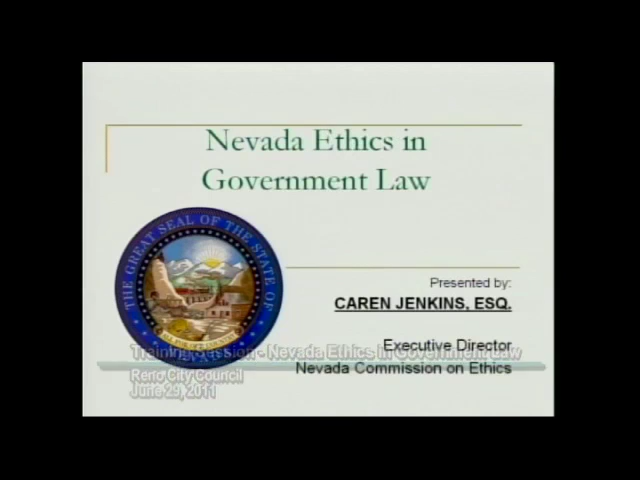 Nevada Ethics in
Government Law
THE GREAT SEAL OF THE STATE OF
NEVADA
Presented by:
CAREN JENKINS, ESQ.
Executive Director
Training Session - Nevada Ethics in Government Law
Nevada Commission on Ethics
Reno City Council
June 29, 2011